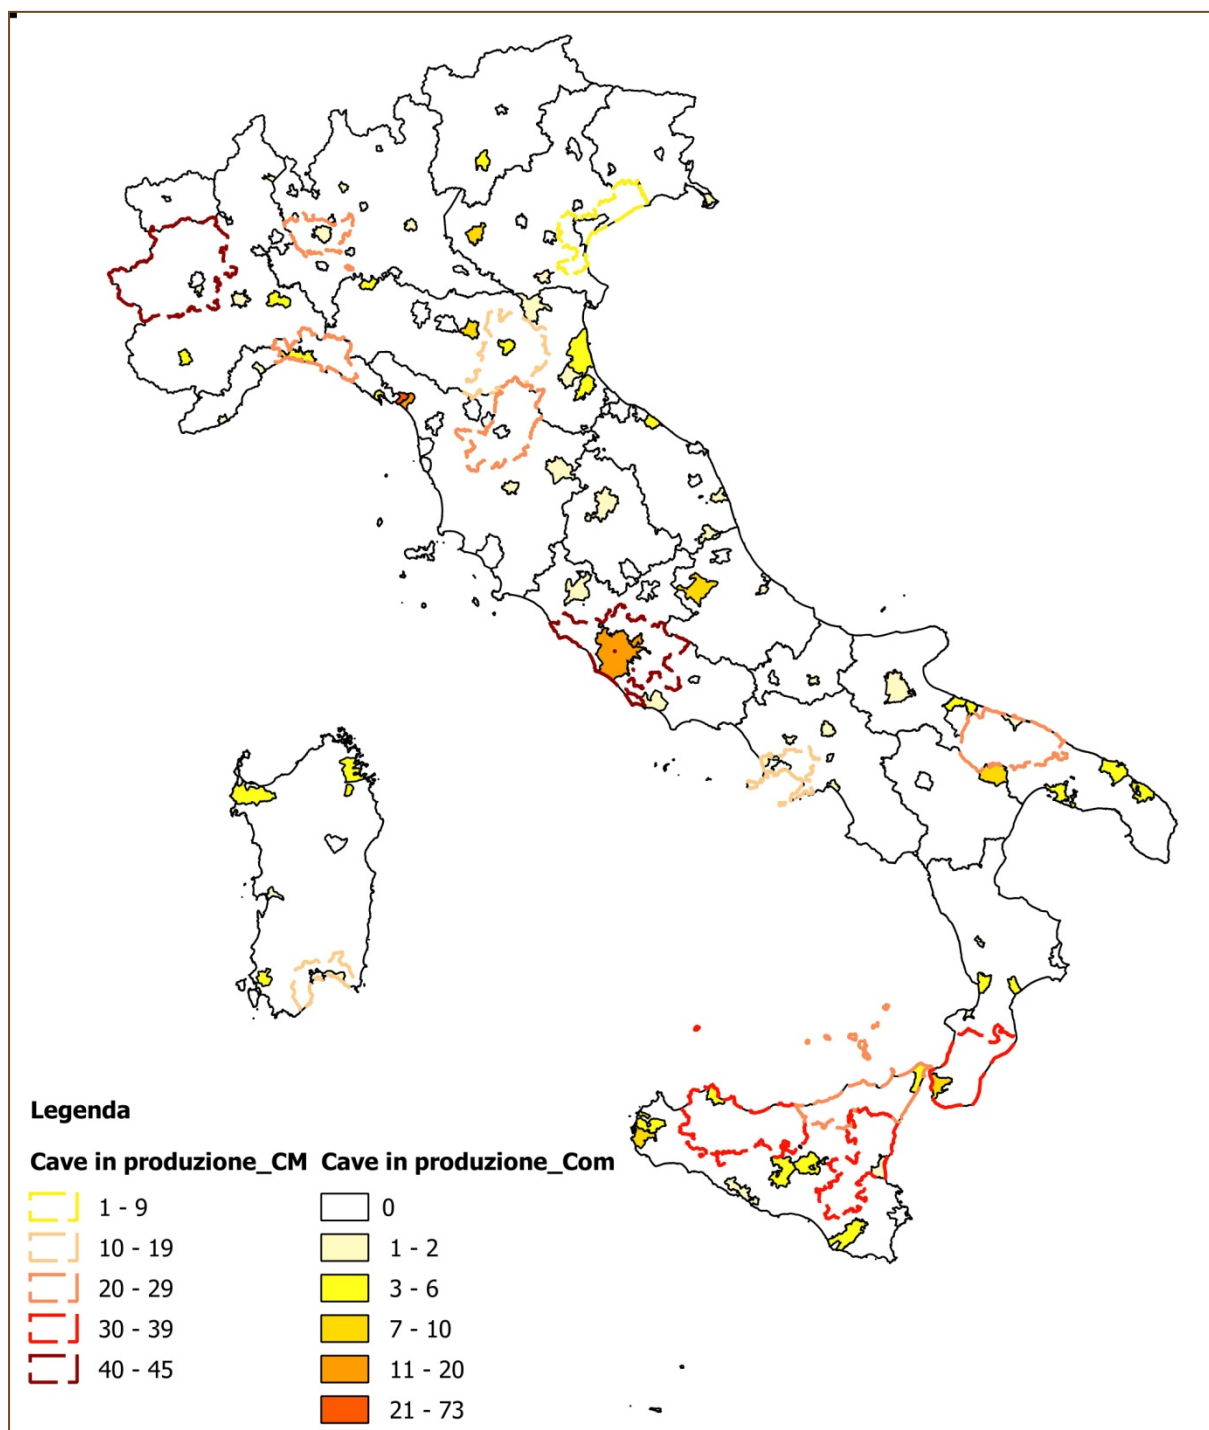 Legenda
Cave in produzione_CM
1 - 9
10 - 19
20 - 29
30 - 39
40 - 45
Cave in produzione_Com
0
1 - 2
3 - 6
7 - 10
11 - 20
21 - 73